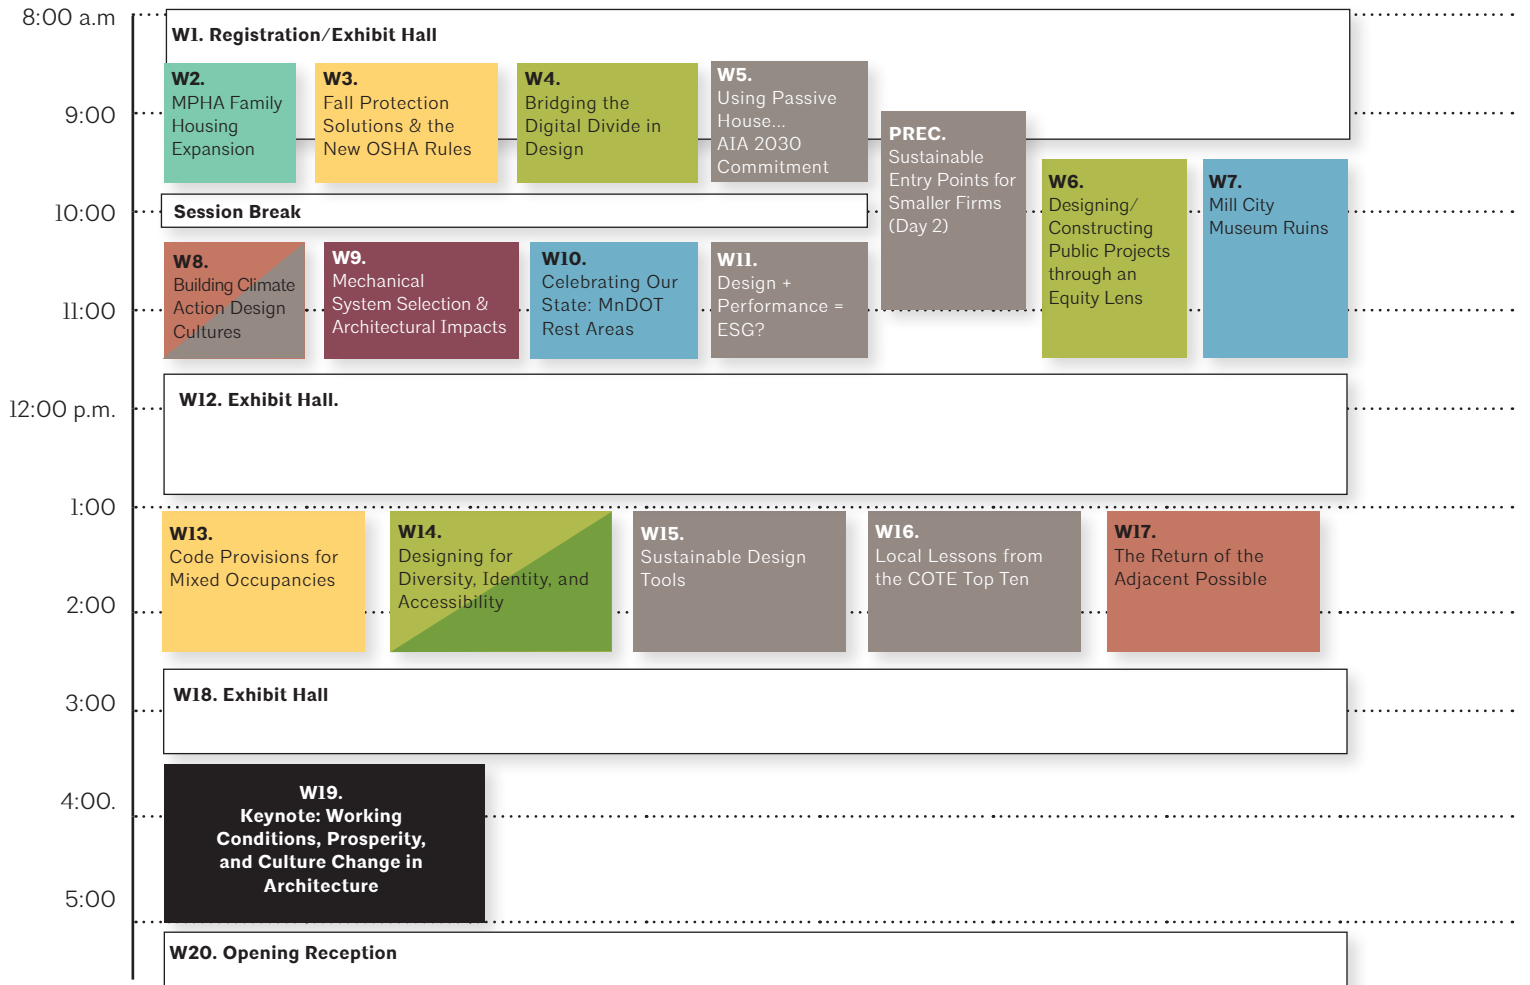 8:00 a.m
W1. Registration/Exhibit Hall
W2.
MPHA Family
Housing
Expansion
W3.
Fall Protection
Solutions & the
New OSHA Rules
W4.
Bridging the
Digital Divide in
Design
W5.
Using Passive
House...
AIA 2030
Commitment
9:00
PREC.
Sustainable
Entry Points for
Smaller Firms
(Day 2)
W6.
Designing/
Constructing
Public Projects
through an
Equity Lens
W7.
Mill City
Museum Ruins
10:00
Session Break
W8.
Building Climate
Action Design
Cultures
W9.
Mechanical
System Selection &
Architectural Impacts
W10.
Celebrating Our
State: MnDOT
Rest Areas
W11.
Design +
Performance =
ESG?
11:00
12:00 p.m.
W12. Exhibit Hall.
1:00
W13.
Code Provisions for
Mixed Occupancies
W14.
Designing for
Diversity, Identity, and
Accessibility
W15.
Sustainable Design
Tools
W16.
Local Lessons from
the COTE Top Ten
W17.
The Return of the
Adjacent Possible
2:00
W18. Exhibit Hall
3:00
W19.
Keynote: Working
Conditions, Prosperity,
and Culture Change in
Architecture
4:00.
5:00
W20. Opening Reception